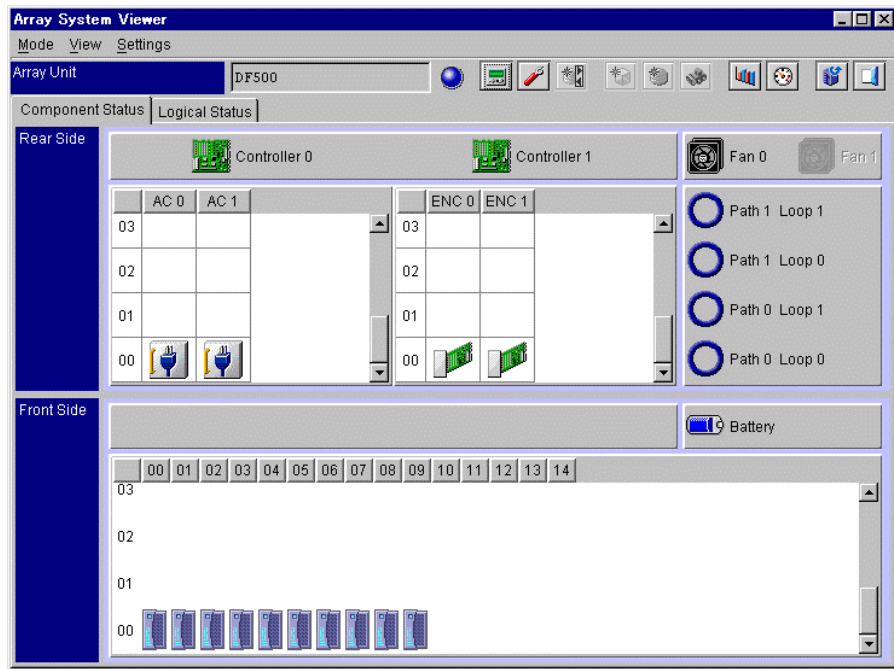 Array System Viewer
Mode View Settings
Array Unit DF500
Component Status Logical Status
Rear Side
Controller 0 Controller 1 Fan 0 Fan 1
AC 0 AC 1
03
02
01
00
ENC 0 ENC 1
03
02
01
00
Path 1 Loop 1
Path 1 Loop 0
Path 0 Loop 1
Path 0 Loop 0
Front Side
Battery
00 01 02 03 04 05 06 07 08 09 10 11 12 13 14
03
02
01
00